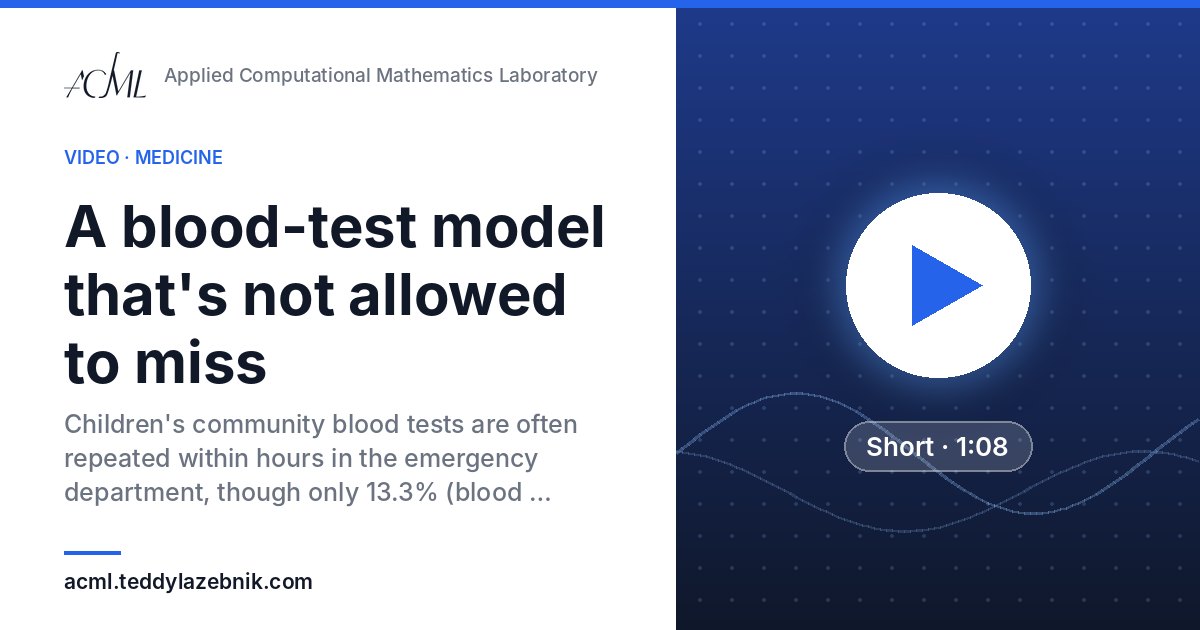 ACML
Applied Computational Mathematics Laboratory
VIDEO · MEDICINE
A blood-test model
that's not allowed
to miss
Children's community blood tests are often
repeated within hours in the emergency
department, though only 13.3% (blood ...
acml.teddylazebnik.com
Short · 1:08